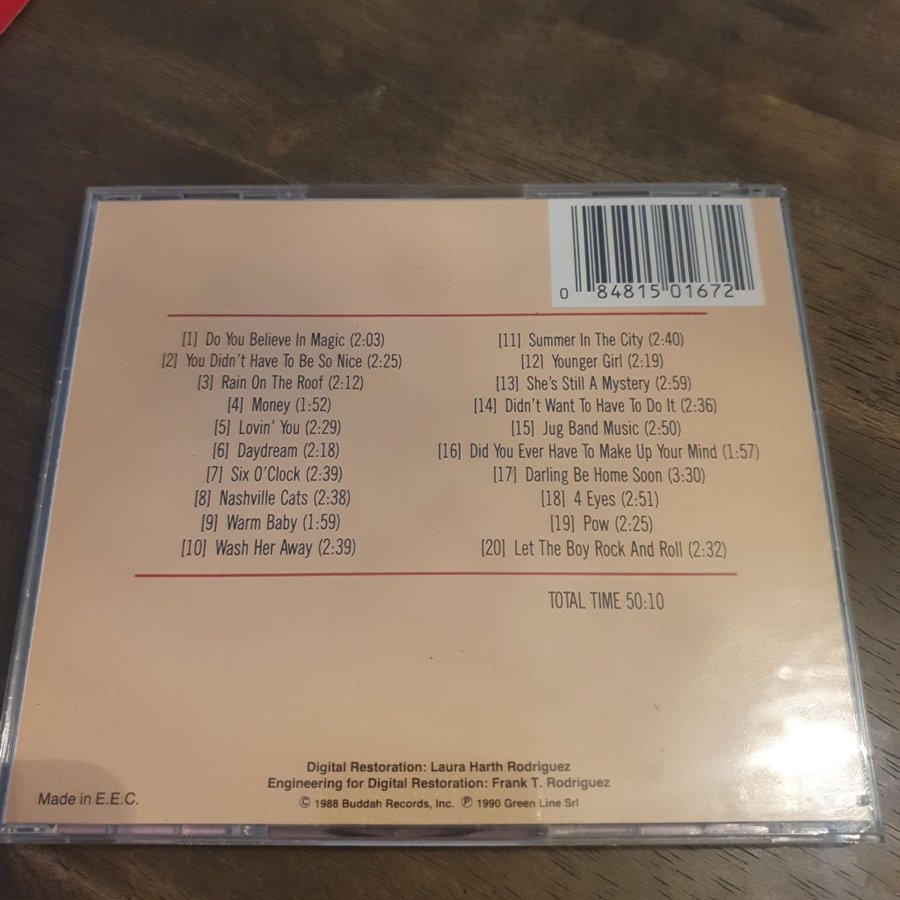 0 84815 01672
[1] Do You Believe In Magic (2:03)
[2] You Didn't Have To Be So Nice (2:25)
[3] Rain On The Roof (2:12)
[4] Money (1:52)
[5] Lovin' You (2:29)
[6] Daydream (2:18)
[7] Six O'Clock (2:39)
[8] Nashville Cats (2:38)
[9] Warm Baby (1:59)
[10] Wash Her Away (2:39)
[11] Summer In The City (2:40)
[12] Younger Girl (2:19)
[13] She's Still A Mystery (2:59)
[14] Didn't Want To Have To Do It (2:36)
[15] Jug Band Music (2:50)
[16] Did You Ever Have To Make Up Your Mind (1:57)
[17] Darling Be Home Soon (3:30)
[18] 4 Eyes (2:51)
[19] Pow (2:25)
[20] Let The Boy Rock And Roll (2:32)
TOTAL TIME 50:10
Digital Restoration: Laura Harth Rodriguez
Engineering for Digital Restoration: Frank T. Rodriguez
© 1988 Buddah Records, Inc. ℗ 1990 Green Line Srl
Made in E.E.C.